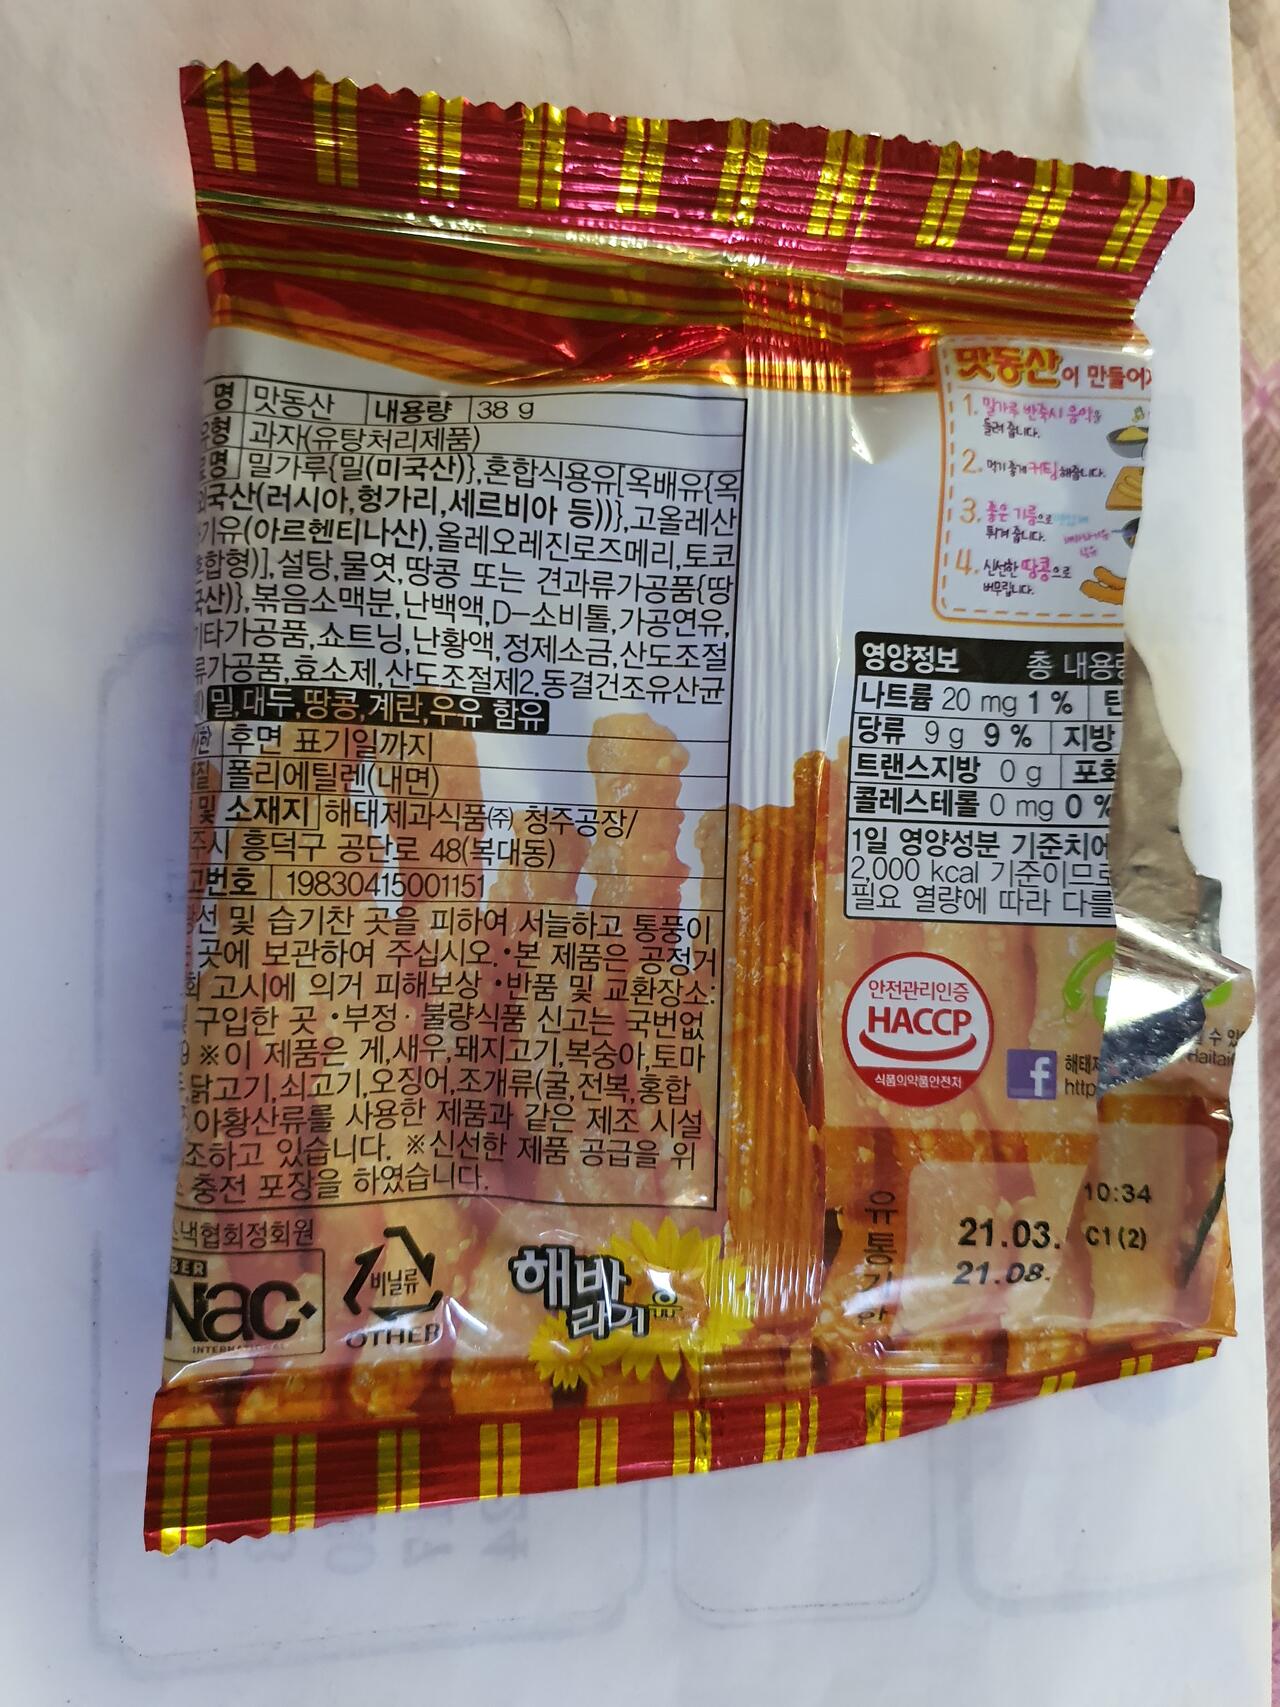 명 맛동산 내용량 38 g
유형 과자(유탕처리제품)
명 밀가루{밀(미국산)},혼합식용유[옥배유{옥
외국산(러시아,헝가리,세르비아 등))},고올레산
기유(아르헨티나산),올레오레진로즈메리,토코
혼합형)],설탕,물엿,땅콩 또는 견과류가공품{땅
국산)},볶음소맥분,난백액,D-소비톨,가공연유,
기타가공품,쇼트닝,난황액,정제소금,산도조절
류가공품,효소제,산도조절제2,동결건조유산균
밀,대두,땅콩,계란,우유 함유
한 후면 표기일까지
질 폴리에틸렌(내면)
및 소재지 해태제과식품㈜ 청주공장/
주시 흥덕구 공단로 48(복대동)
고번호 19830415001151
선 및 습기찬 곳을 피하여 서늘하고 통풍이
곳에 보관하여 주십시오.•본 제품은 공정거
회 고시에 의거 피해보상 •반품 및 교환장소:
구입한 곳 •부정·불량식품 신고는 국번없
9 ※이 제품은 게,새우,돼지고기,복숭아,토마
닭고기,쇠고기,오징어,조개류(굴,전복,홍합
아황산류를 사용한 제품과 같은 제조 시설
조하고 있습니다. ※신선한 제품 공급을 위
충전 포장을 하였습니다.
낵협회정회원
BER
Nac
INTERNATIONAL
비닐류
OTHER
해바라기유
맛동산이 만들어
1. 밀가루 반죽시 음악을
들려 줍니다.
2. 먹기 좋게 커팅해줍니다.
3. 좋은 기름으로
튀겨 줍니다.
4. 신선한 땅콩으로
버무립니다.
영양정보 총 내용량
나트륨 20 mg 1 % 탄
당류 9 g 9 % 지방
트랜스지방 0 g 포화
콜레스테롤 0 mg 0 %
1일 영양성분 기준치에
2,000 kcal 기준이므로
필요 열량에 따라 다를
안전관리인증
HACCP
식품의약품안전처
f 해태제
http
수 있
Haitai
유통기한
10:34
21.03. C1(2)
21.08.